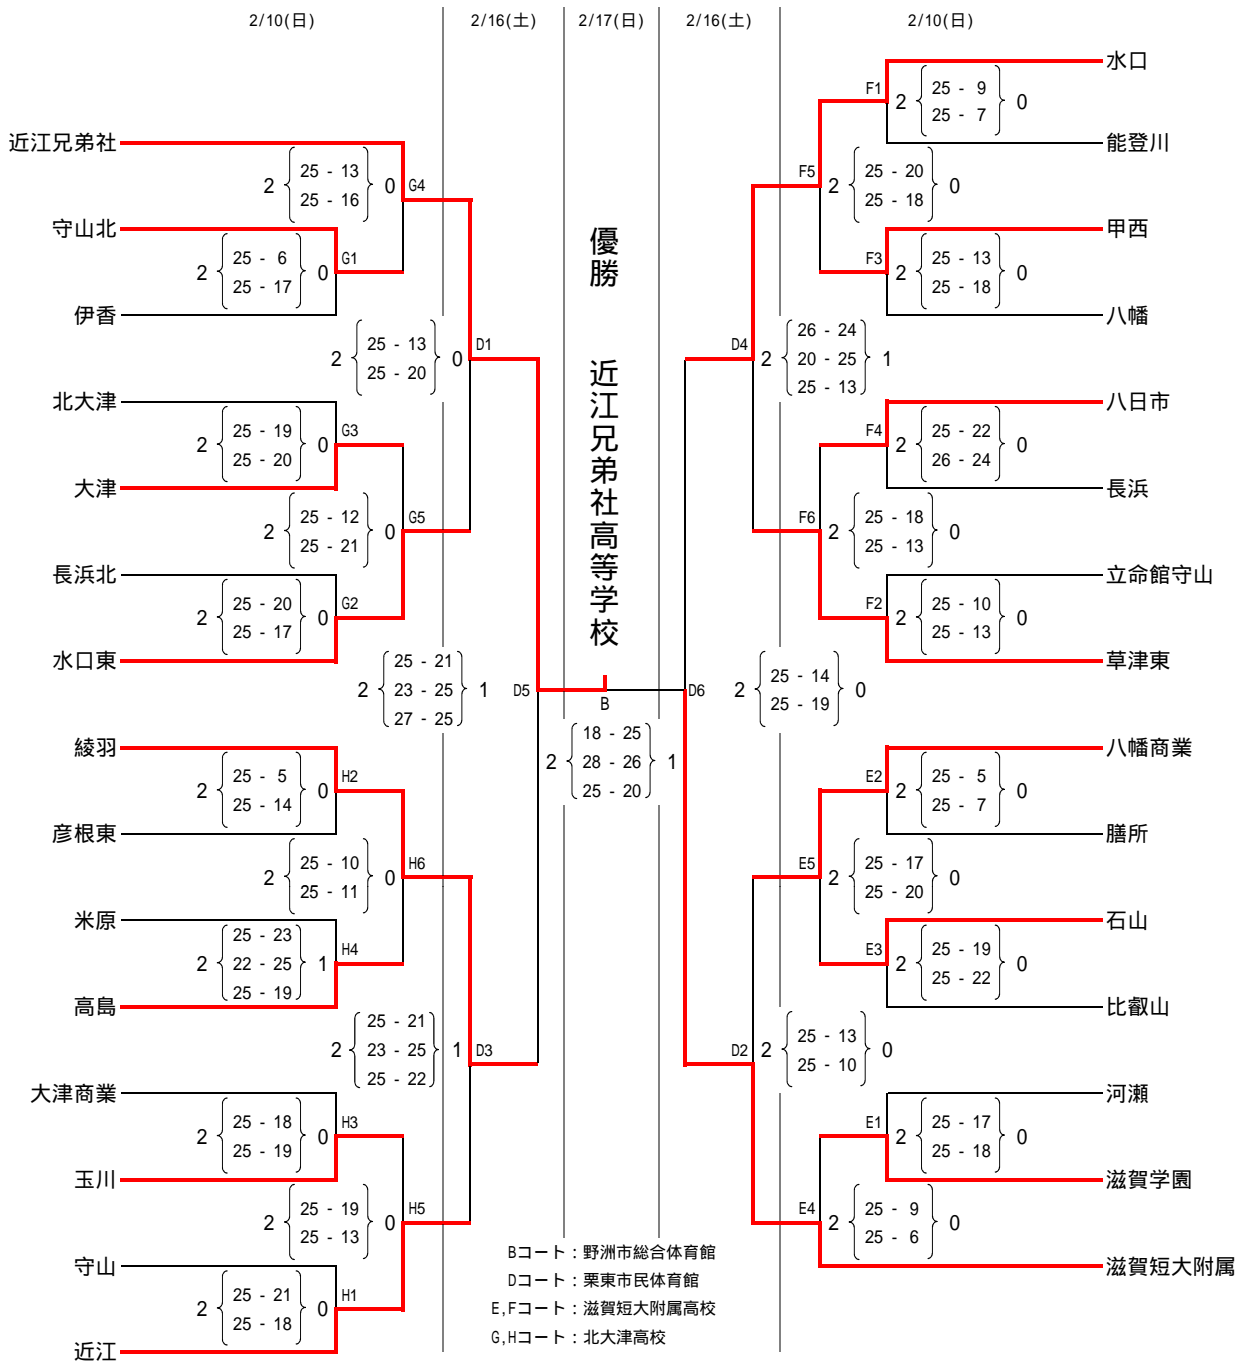 2/10(日) 2/16(土) 2/17(日) 2/16(土) 2/10(日)
近江兄弟社
2 25 - 13 0 G4
25 - 16
守山北
2 25 - 6 0 G1
25 - 17
伊香
2 25 - 13 0 D1
25 - 20
北大津
2 25 - 19 0 G3
25 - 20
大津
2 25 - 12 0 G5
25 - 21
長浜北
2 25 - 20 0 G2
25 - 17
水口東
25 - 21
2 23 - 25 1 D5
27 - 25
綾羽
2 25 - 5 0 H2
25 - 14
彦根東
2 25 - 10 0 H6
25 - 11
米原
25 - 23
2 22 - 25 1 H4
25 - 19
高島
25 - 21
2 23 - 25 1 D3
25 - 22
大津商業
2 25 - 18 0 H3
25 - 19
玉川
2 25 - 19 0 H5
25 - 13
守山
2 25 - 21 0 H1
25 - 18
近江
優勝 近江兄弟社高等学校
B
18 - 25
2 28 - 26 1
25 - 20
水口
F1 2 25 - 9 0
25 - 7
能登川
F5 2 25 - 20 0
25 - 18
甲西
F3 2 25 - 13 0
25 - 18
八幡
D4 26 - 24
2 20 - 25 1
25 - 13
八日市
F4 2 25 - 22 0
26 - 24
長浜
F6 2 25 - 18 0
25 - 13
立命館守山
F2 2 25 - 10 0
25 - 13
草津東
D6 2 25 - 14 0
25 - 19
八幡商業
E2 2 25 - 5 0
25 - 7
膳所
E5 2 25 - 17 0
25 - 20
石山
E3 2 25 - 19 0
25 - 22
比叡山
D2 2 25 - 13 0
25 - 10
河瀬
E1 2 25 - 17 0
25 - 18
滋賀学園
E4 2 25 - 9 0
25 - 6
滋賀短大附属
Bコート：野洲市総合体育館
Dコート：栗東市民体育館
E,Fコート：滋賀短大附属高校
G,Hコート：北大津高校